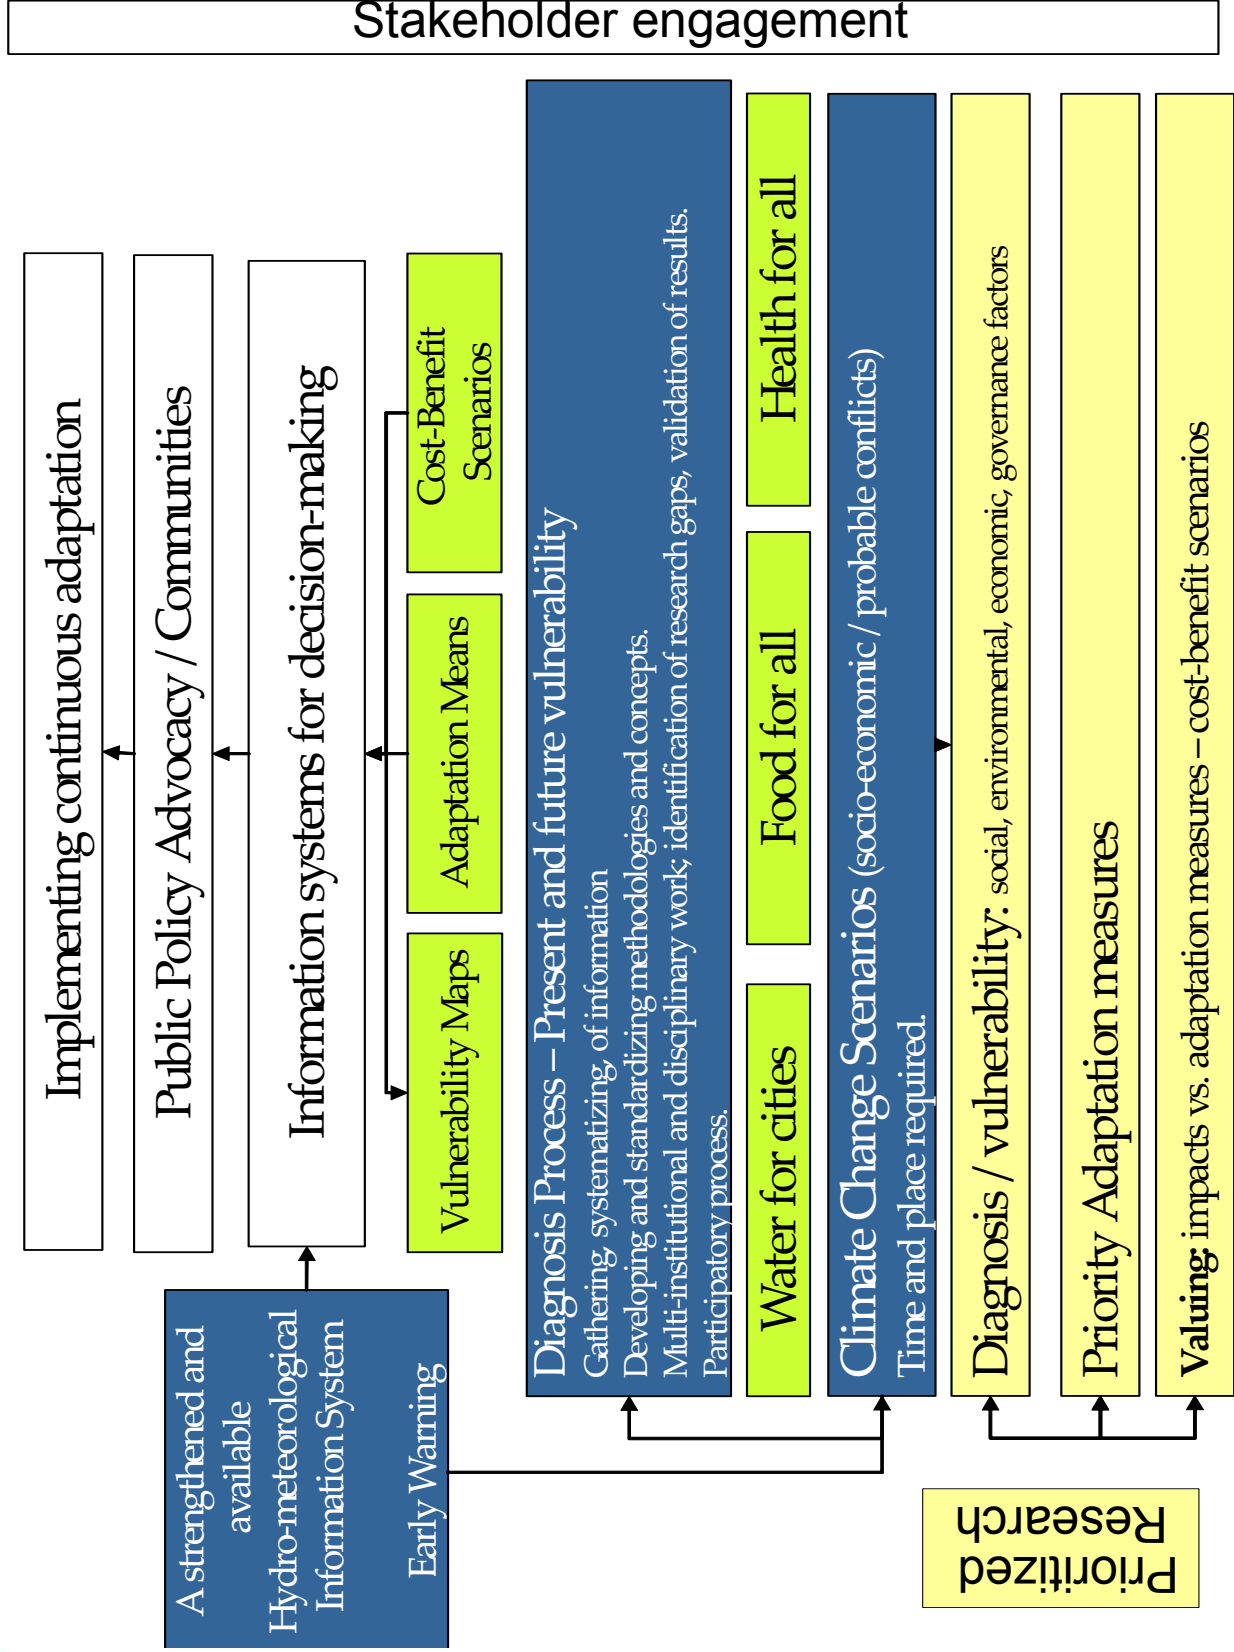 Stakeholder engagement
Implementing continuous adaptation
Public Policy Advocacy / Communities
Information systems for decision-making
A strengthened and
available
Hydro-meteorological
Information System
Early Warning
Vulnerability Maps
Adaptation Means
Cost-Benefit
Scenarios
Diagnosis Process – Present and future vulnerability
Gathering, systematizing, of information
Developing and standardizing methodologies and concepts.
Multi-institutional and disciplinary work; identification of research gaps, validation of results.
Participatory process.
Water for cities
Food for all
Health for all
Climate Change Scenarios (socio-economic / probable conflicts)
Time and place required.
Diagnosis / vulnerability: social, environmental, economic, governance factors
Priority Adaptation measures
Valuing: impacts vs. adaptation measures – cost-benefit scenarios
Prioritized
Research